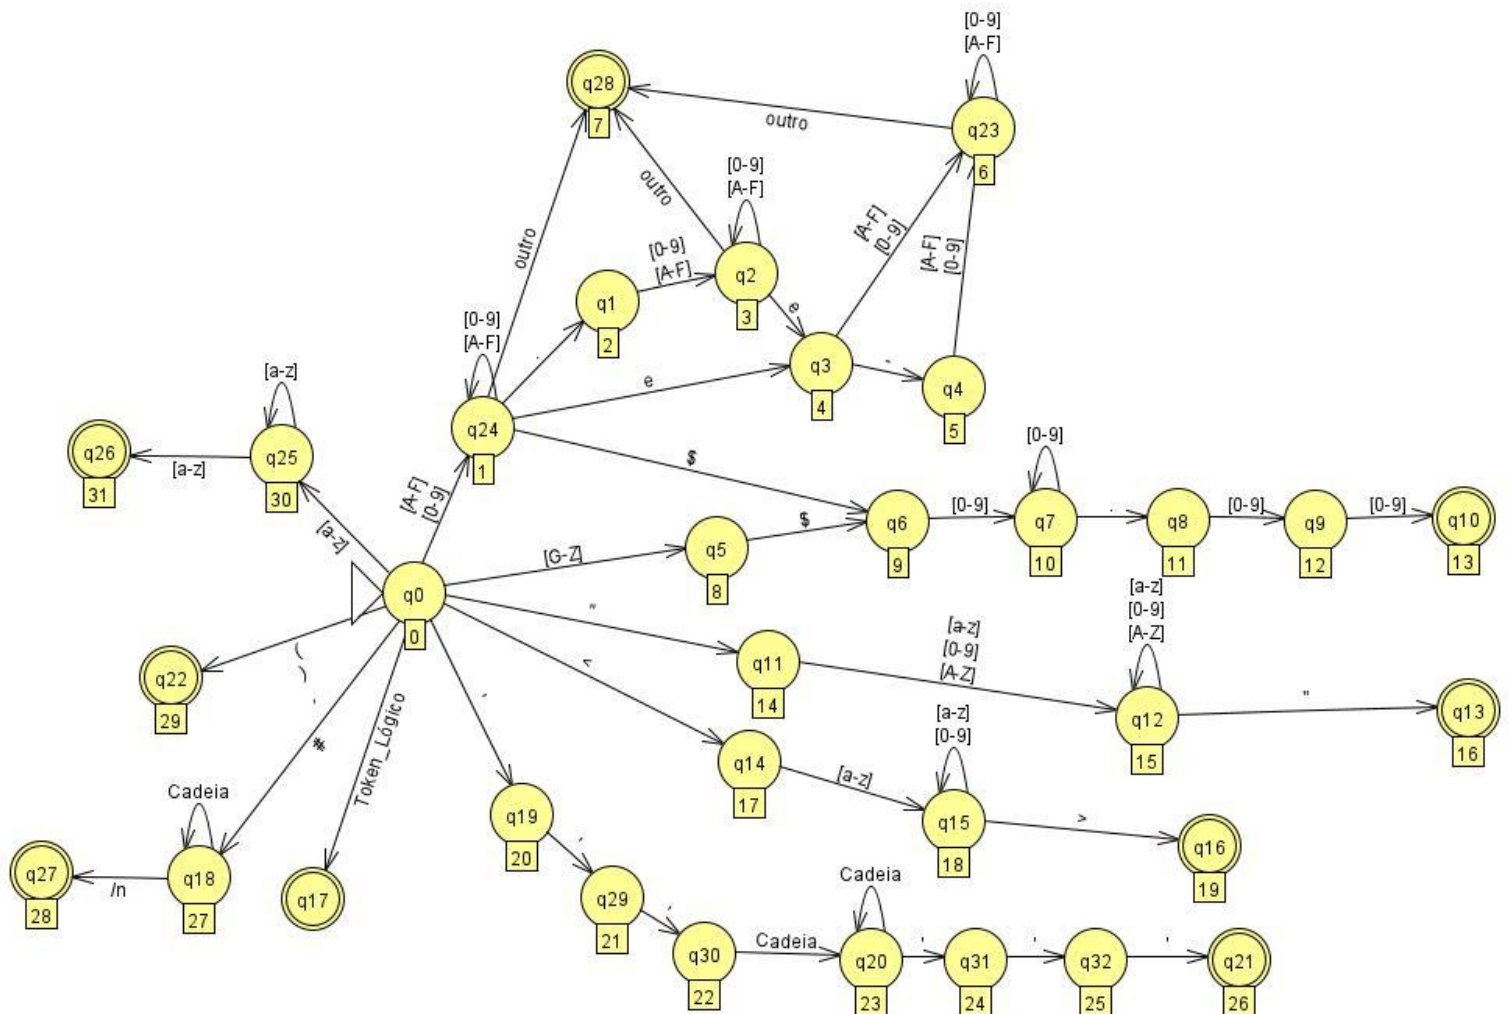 [0-9]
[A-F]
q28
7
outro
q23
6
[0-9]
[A-F]
outro
outro
[0-9]
[A-F]
q1
2
q2
3
[A-F]
[0-9]
[A-F]
[0-9]
e
[0-9]
[A-F]
.
e
q3
4
-
q4
5
[a-z]
q26
31
[a-z]
q25
30
q24
1
$
[0-9]
[A-F]
[0-9]
[a-z]
[G-Z]
q5
8
$
q6
9
[0-9]
q7
10
.
q8
11
[0-9]
q9
12
[0-9]
q10
13
q0
0
"
q11
14
[a-z]
[0-9]
[A-Z]
[a-z]
[0-9]
[A-Z]
q12
15
"
q13
16
(
)
,
q22
29
<
q14
17
[a-z]
[a-z]
[0-9]
q15
18
>
q16
19
#
Token_Lógico
'
Cadeia
q27
28
/n
q18
27
q17
q19
20
'
q29
21
'
q30
22
Cadeia
Cadeia
q20
23
'
q31
24
'
q32
25
'
q21
26